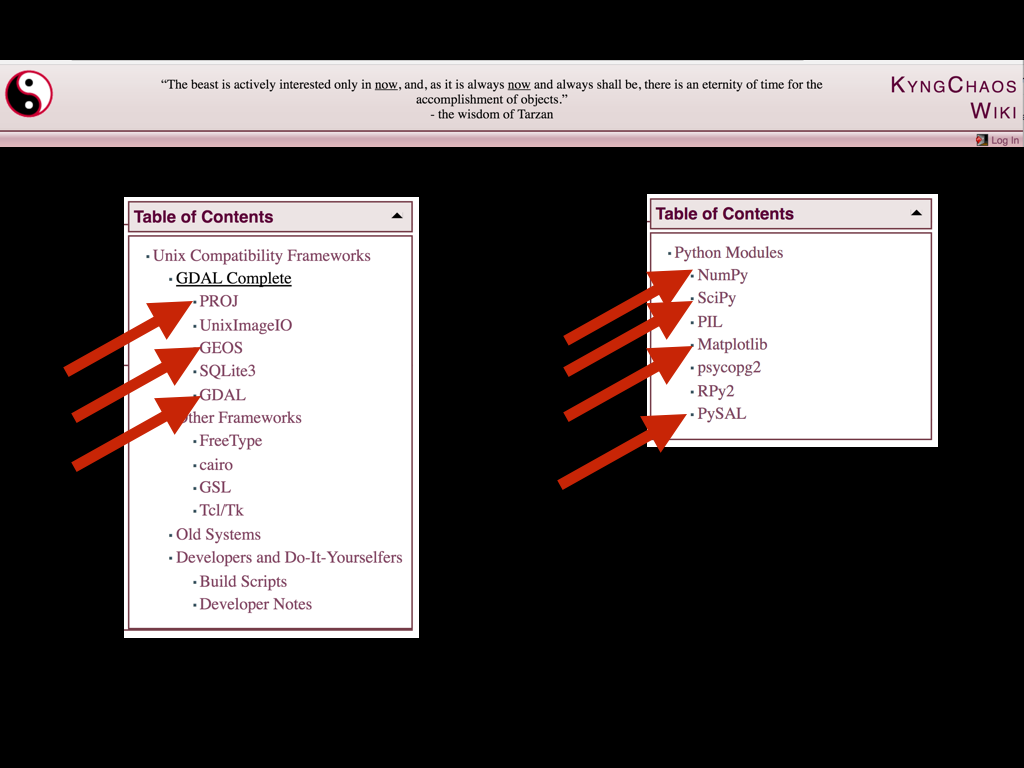 “The beast is actively interested only in now, and, as it is always now and always shall be, there is an eternity of time for the
accomplishment of objects.”
- the wisdom of Tarzan
KYNGCHAOS
WIKI
Log In
Table of Contents
Unix Compatibility Frameworks
GDAL Complete
PROJ
UnixImageIO
GEOS
SQLite3
GDAL
Other Frameworks
FreeType
cairo
GSL
Tcl/Tk
Old Systems
Developers and Do-It-Yourselfers
Build Scripts
Developer Notes
Table of Contents
Python Modules
NumPy
SciPy
PIL
Matplotlib
psycopg2
RPy2
PySAL